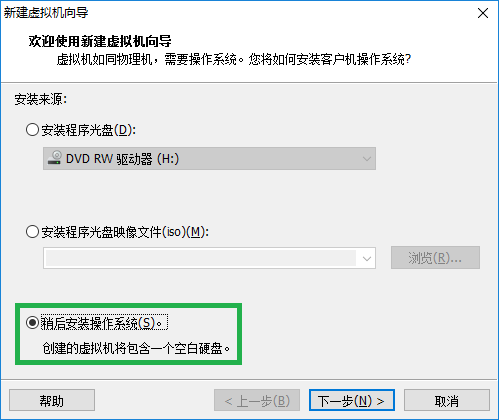 新建虚拟机向导
欢迎使用新建虚拟机向导
虚拟机如同物理机，需要操作系统。您将如何安装客户机操作系统?
安装来源:
安装程序光盘(D):
DVD RW 驱动器 (H:)
安装程序光盘映像文件(iso)(M):
浏览(R)...
稍后安装操作系统(S)。
创建的虚拟机将包含一个空白硬盘。
帮助
< 上一步(B)
下一步(N) >
取消